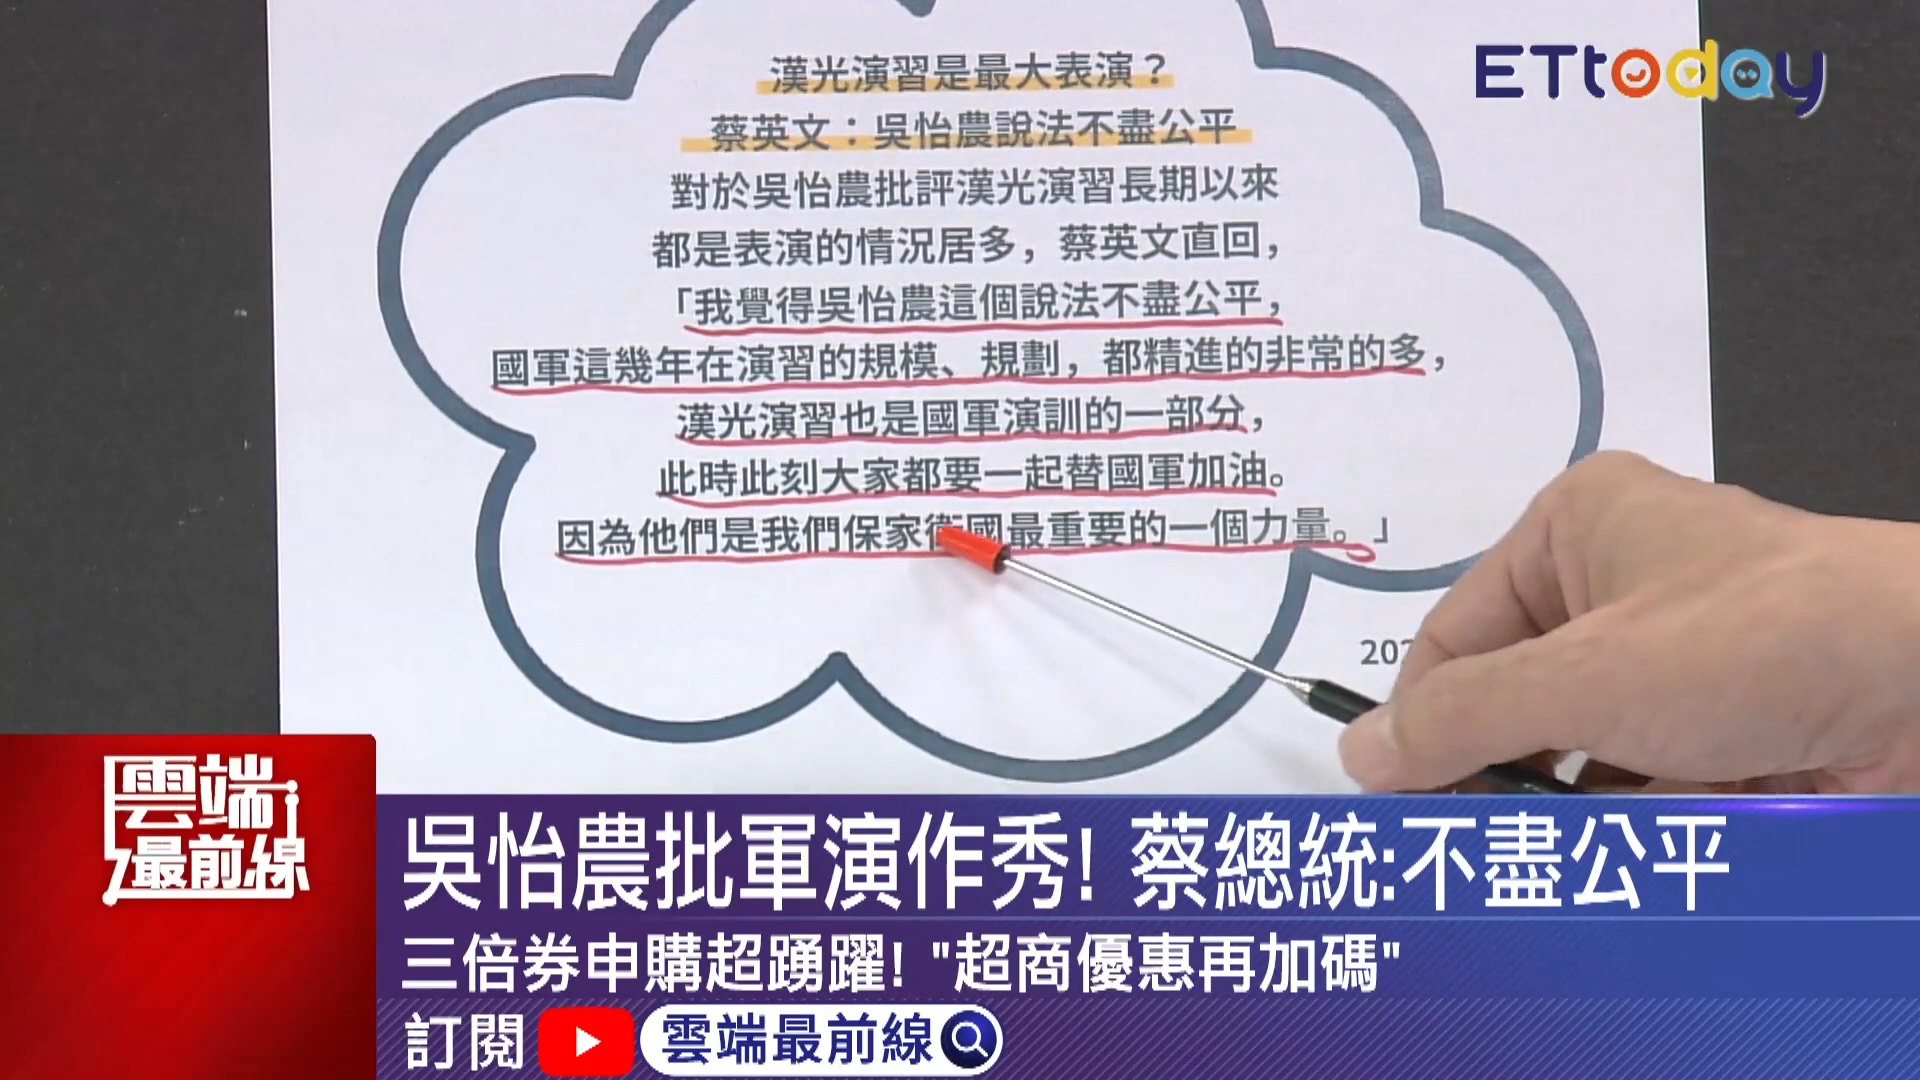 ETtoday
漢光演習是最大表演？
蔡英文：吳怡農說法不盡公平
對於吳怡農批評漢光演習長期以來
都是表演的情況居多，蔡英文直回，
「我覺得吳怡農這個說法不盡公平，
國軍這幾年在演習的規模、規劃，都精進的非常的多，
漢光演習也是國軍演訓的一部分，
此時此刻大家都要一起替國軍加油。
因為他們是我們保家衛國最重要的一個力量。」
202
雲端
最前線
吳怡農批軍演作秀! 蔡總統:不盡公平
三倍券申購超踴躍! "超商優惠再加碼"
訂閱 雲端最前線